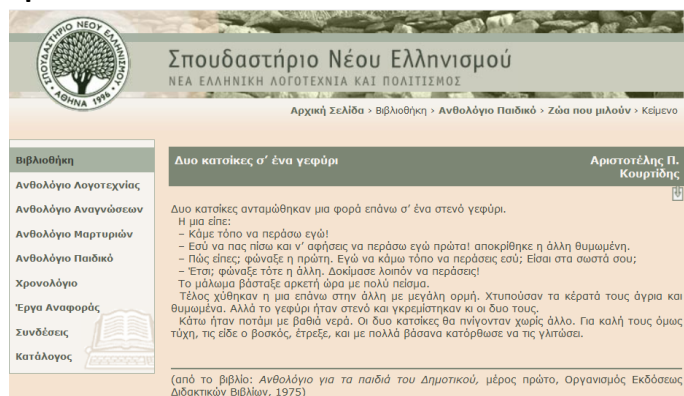 ΣΠΟΥΔΑΣΤΗΡΙΟ ΝΕΟΥ ΕΛΛΗΝΙΣΜΟΥ
ΑΘΗΝΑ 1996
Σπουδαστήριο Νέου Ελληνισμού
ΝΕΑ ΕΛΛΗΝΙΚΗ ΛΟΓΟΤΕΧΝΙΑ ΚΑΙ ΠΟΛΙΤΙΣΜΟΣ
Αρχική Σελίδα › Βιβλιοθήκη › Ανθολόγιο Παιδικό › Ζώα που μιλούν › Κείμενο
Βιβλιοθήκη
Ανθολόγιο Λογοτεχνίας
Ανθολόγιο Αναγνώσεων
Ανθολόγιο Μαρτυριών
Ανθολόγιο Παιδικό
Χρονολόγιο
Έργα Αναφοράς
Συνδέσεις
Κατάλογος
Δυο κατσίκες σ’ ένα γεφύρι
Αριστοτέλης Π.
Κουρτίδης
Δυο κατσίκες ανταμώθηκαν μια φορά επάνω σ’ ένα στενό γεφύρι.
Η μια είπε:
– Κάμε τόπο να περάσω εγώ!
– Εσύ να πας πίσω και ν’ αφήσεις να περάσω εγώ πρώτα! αποκρίθηκε η άλλη θυμωμένη.
– Πώς είπες; φώναξε η πρώτη. Εγώ να κάμω τόπο να περάσεις εσύ; Είσαι στα σωστά σου;
– Έτσι; φώναξε τότε η άλλη. Δοκίμασε λοιπόν να περάσεις!
Το μάλωμα βάσταξε αρκετή ώρα με πολύ πείσμα.
Τέλος χύθηκαν η μια επάνω στην άλλη με μεγάλη ορμή. Χτυπούσαν τα κέρατά τους άγρια και
θυμωμένα. Αλλά το γεφύρι ήταν στενό και γκρεμίστηκαν κι οι δυο τους.
Κάτω ήταν ποτάμι με βαθιά νερά. Οι δυο κατσίκες θα πνίγονταν χωρίς άλλο. Για καλή τους όμως
τύχη, τις είδε ο βοσκός, έτρεξε, και με πολλά βάσανα κατόρθωσε να τις γλιτώσει.
(από το βιβλίο: Ανθολόγιο για τα παιδιά του Δημοτικού, μέρος πρώτο, Οργανισμός Εκδόσεως
Διδακτικών Βιβλίων, 1975)